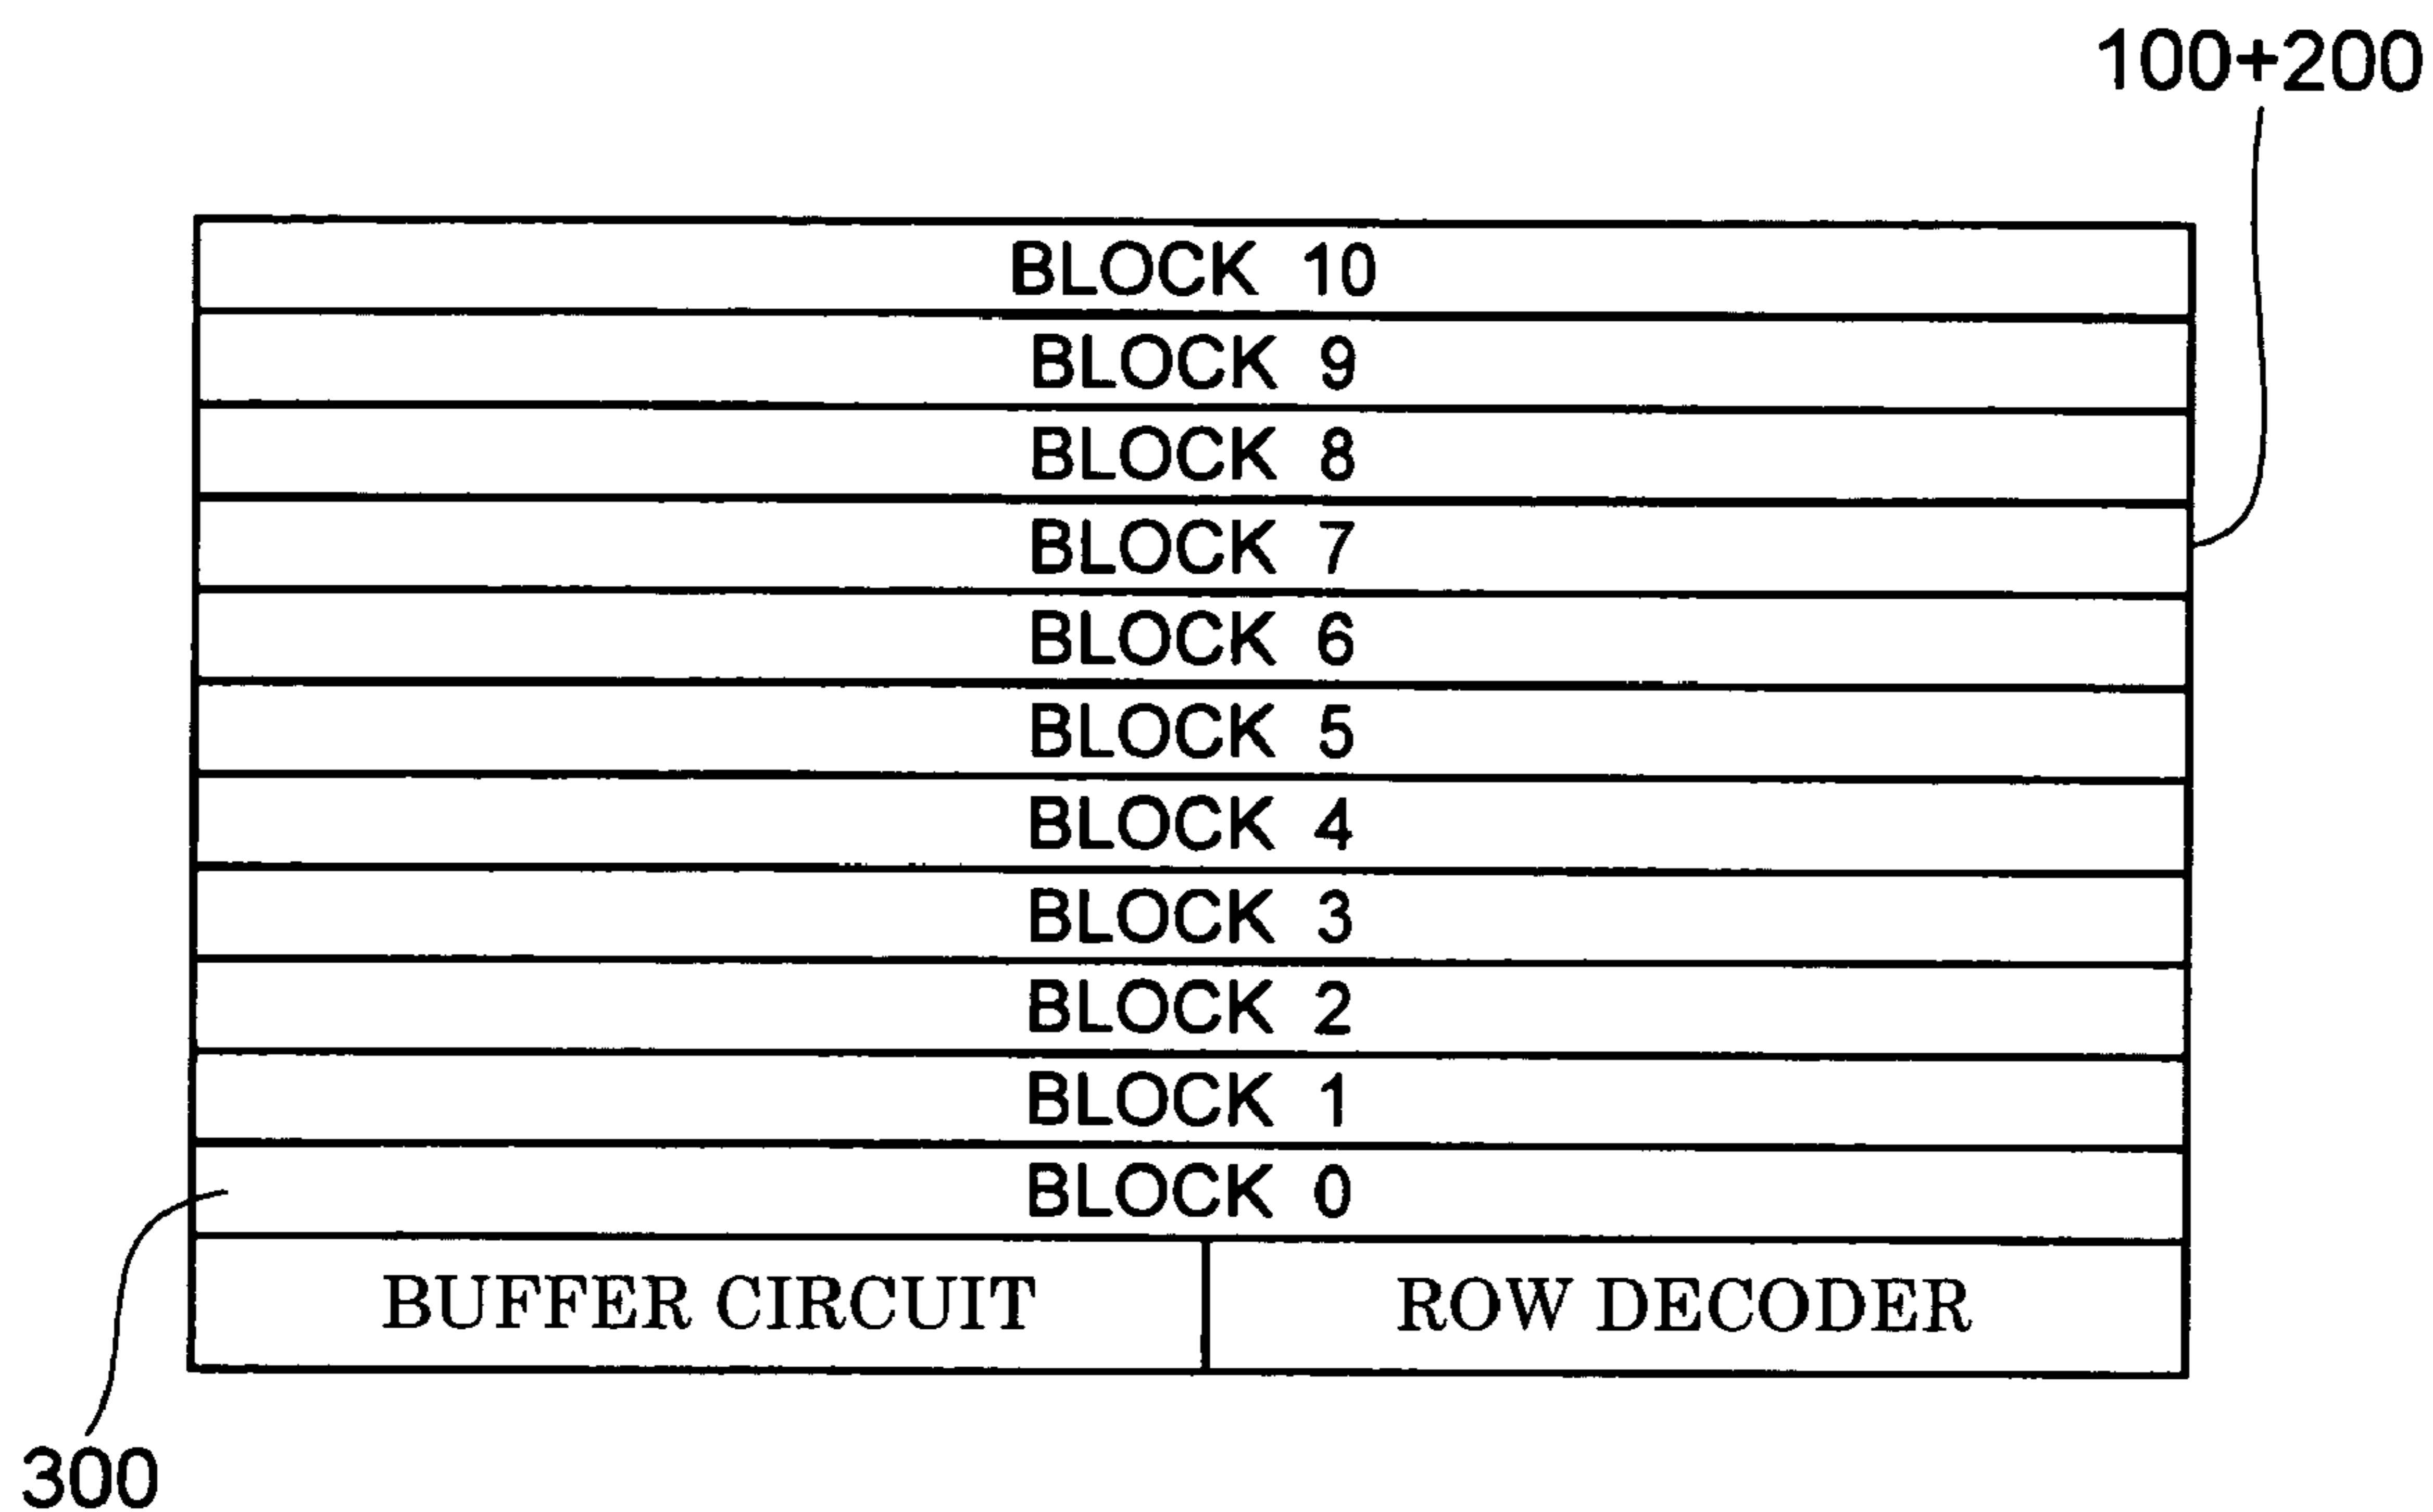 100+200
BLOCK 10
BLOCK 9
BLOCK 8
BLOCK 7
BLOCK 6
BLOCK 5
BLOCK 4
BLOCK 3
BLOCK 2
BLOCK 1
BLOCK 0
BUFFER CIRCUIT ROW DECODER
300